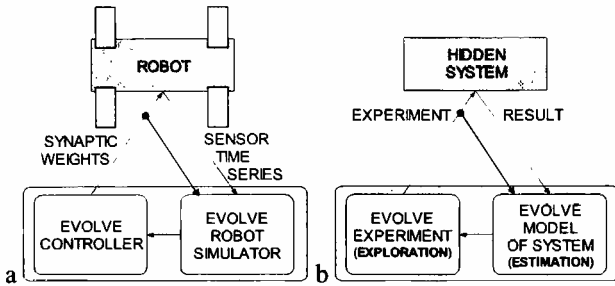 ROBOT
SYNAPTIC
WEIGHTS
SENSOR
TIME
SERIES
EVOLVE
CONTROLLER
EVOLVE
ROBOT
SIMULATOR
a
HIDDEN
SYSTEM
EXPERIMENT
RESULT
EVOLVE
EXPERIMENT
(EXPLORATION)
EVOLVE
MODEL
OF SYSTEM
(ESTIMATION)
b